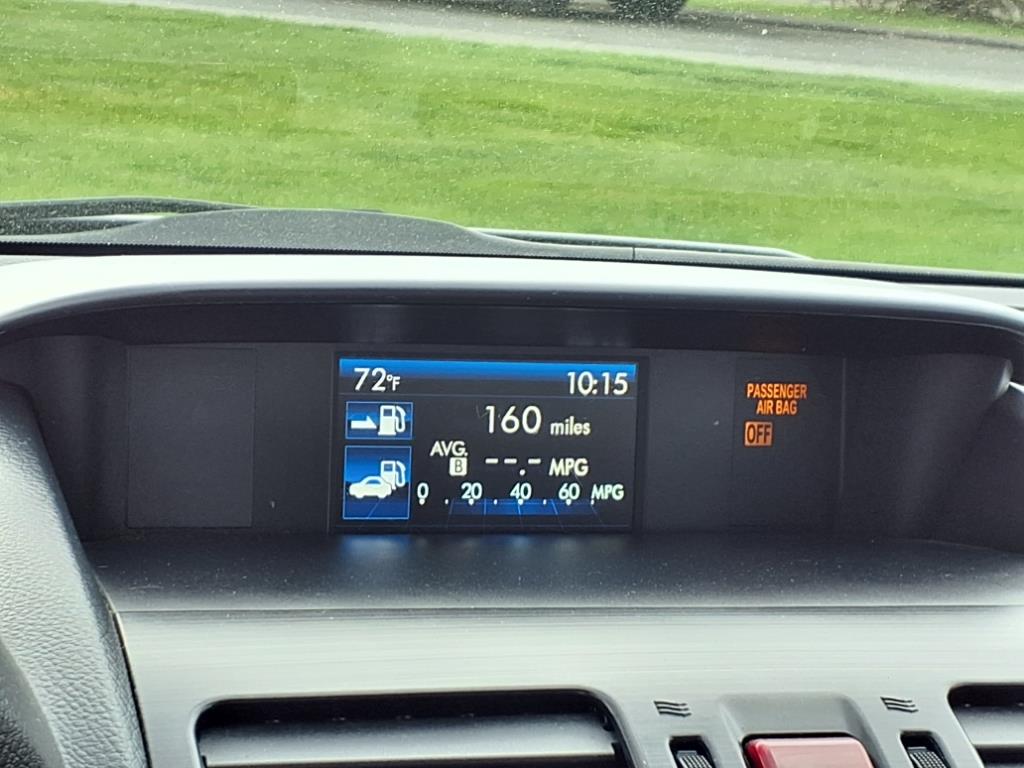 72°F 10:15
160 miles
AVG.
B --.- MPG
0 . 20 . 40 . 60 . MPG
PASSENGER
AIR BAG
OFF